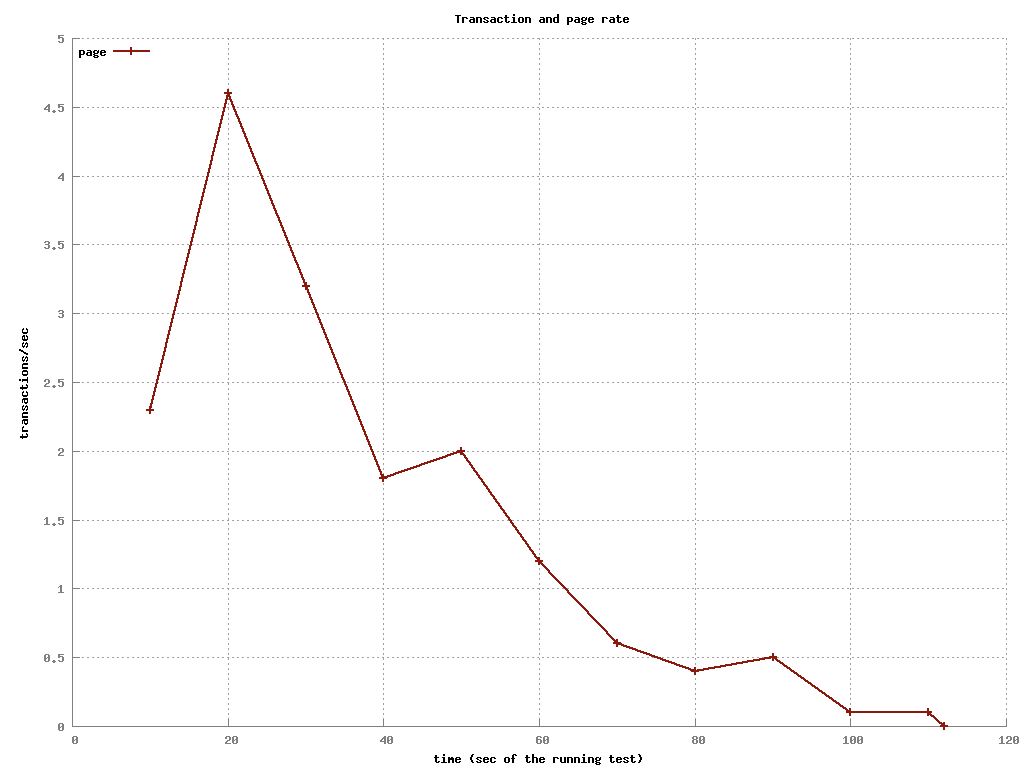 Transaction and page rate
page
5
4.5
4
3.5
3
2.5
2
1.5
1
0.5
0
transactions/sec
0 20 40 60 80 100 120
time (sec of the running test)